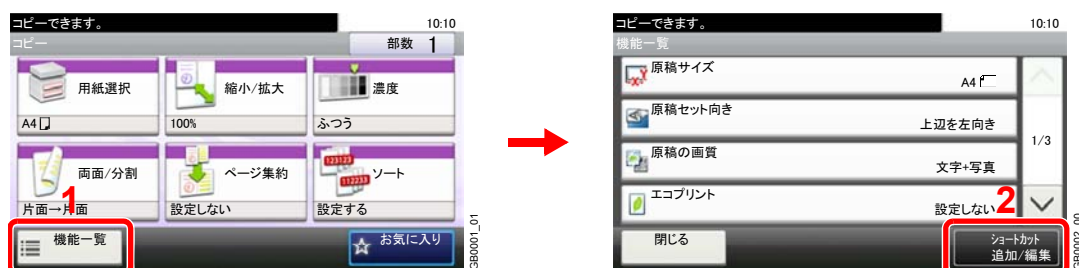 コピーできます。
10:10
コピー
部数 1
用紙選択
A4
縮小/拡大
100%
濃度
ふつう
両面/分割
片面→片面
ページ集約
設定しない
123123
112233
ソート
設定する
1
機能一覧
お気に入り
GB0001_01
コピーできます。
10:10
機能一覧
原稿サイズ
A4
原稿セット向き
上辺を左向き
1/3
原稿の画質
文字+写真
エコプリント
設定しない
2
閉じる
ショートカット
追加/編集
GB0002_00